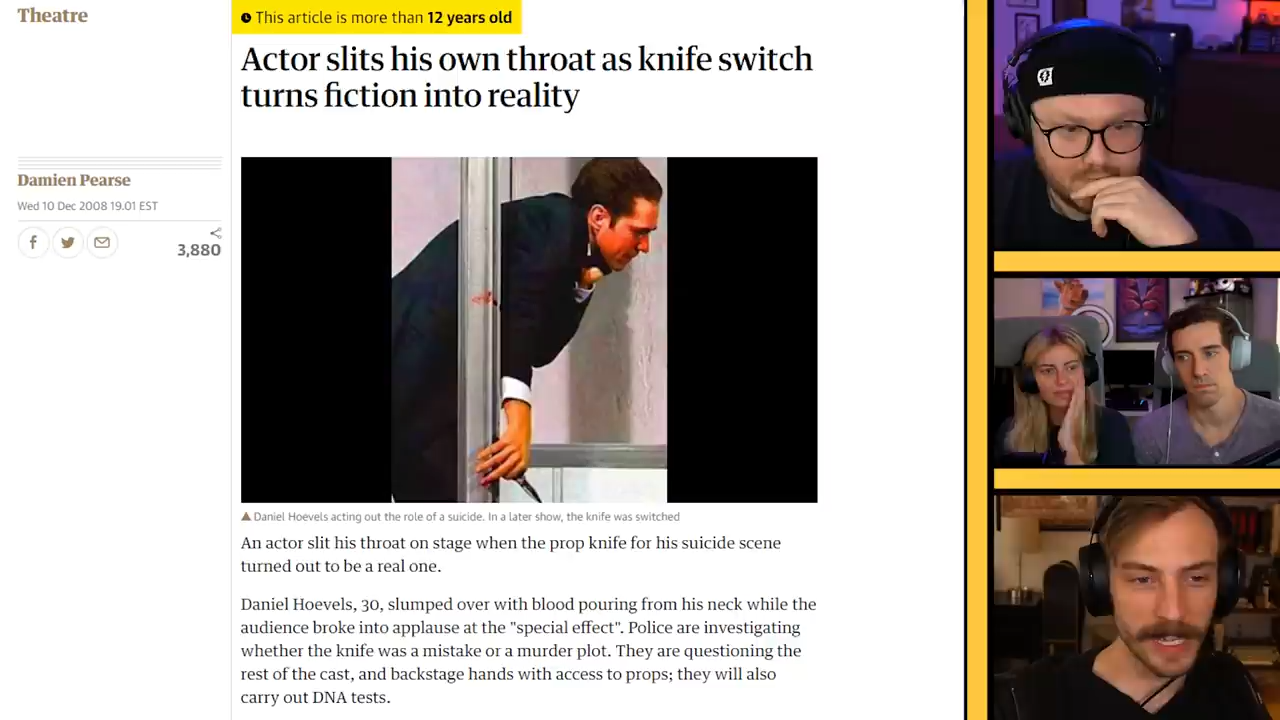 Theatre
This article is more than 12 years old
Actor slits his own throat as knife switch
turns fiction into reality
Damien Pearse
Wed 10 Dec 2008 19.01 EST
3,880
Daniel Hoevels acting out the role of a suicide. In a later show, the knife was switched
An actor slit his throat on stage when the prop knife for his suicide scene
turned out to be a real one.
Daniel Hoevels, 30, slumped over with blood pouring from his neck while the
audience broke into applause at the "special effect". Police are investigating
whether the knife was a mistake or a murder plot. They are questioning the
rest of the cast, and backstage hands with access to props; they will also
carry out DNA tests.